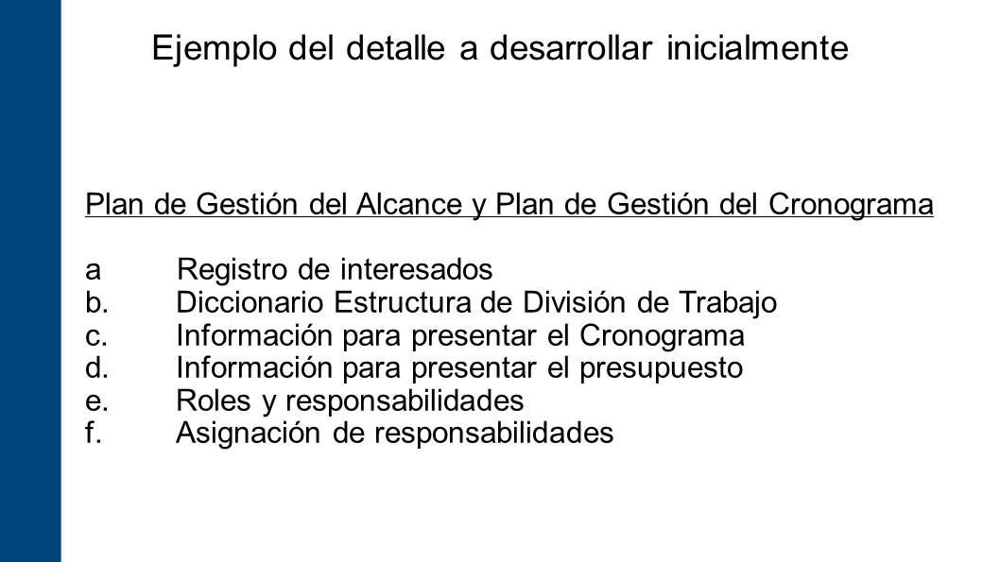 Ejemplo del detalle a desarrollar inicialmente
Plan de Gestión del Alcance y Plan de Gestión del Cronograma
a Registro de interesados
b. Diccionario Estructura de División de Trabajo
c. Información para presentar el Cronograma
d. Información para presentar el presupuesto
e. Roles y responsabilidades
f. Asignación de responsabilidades